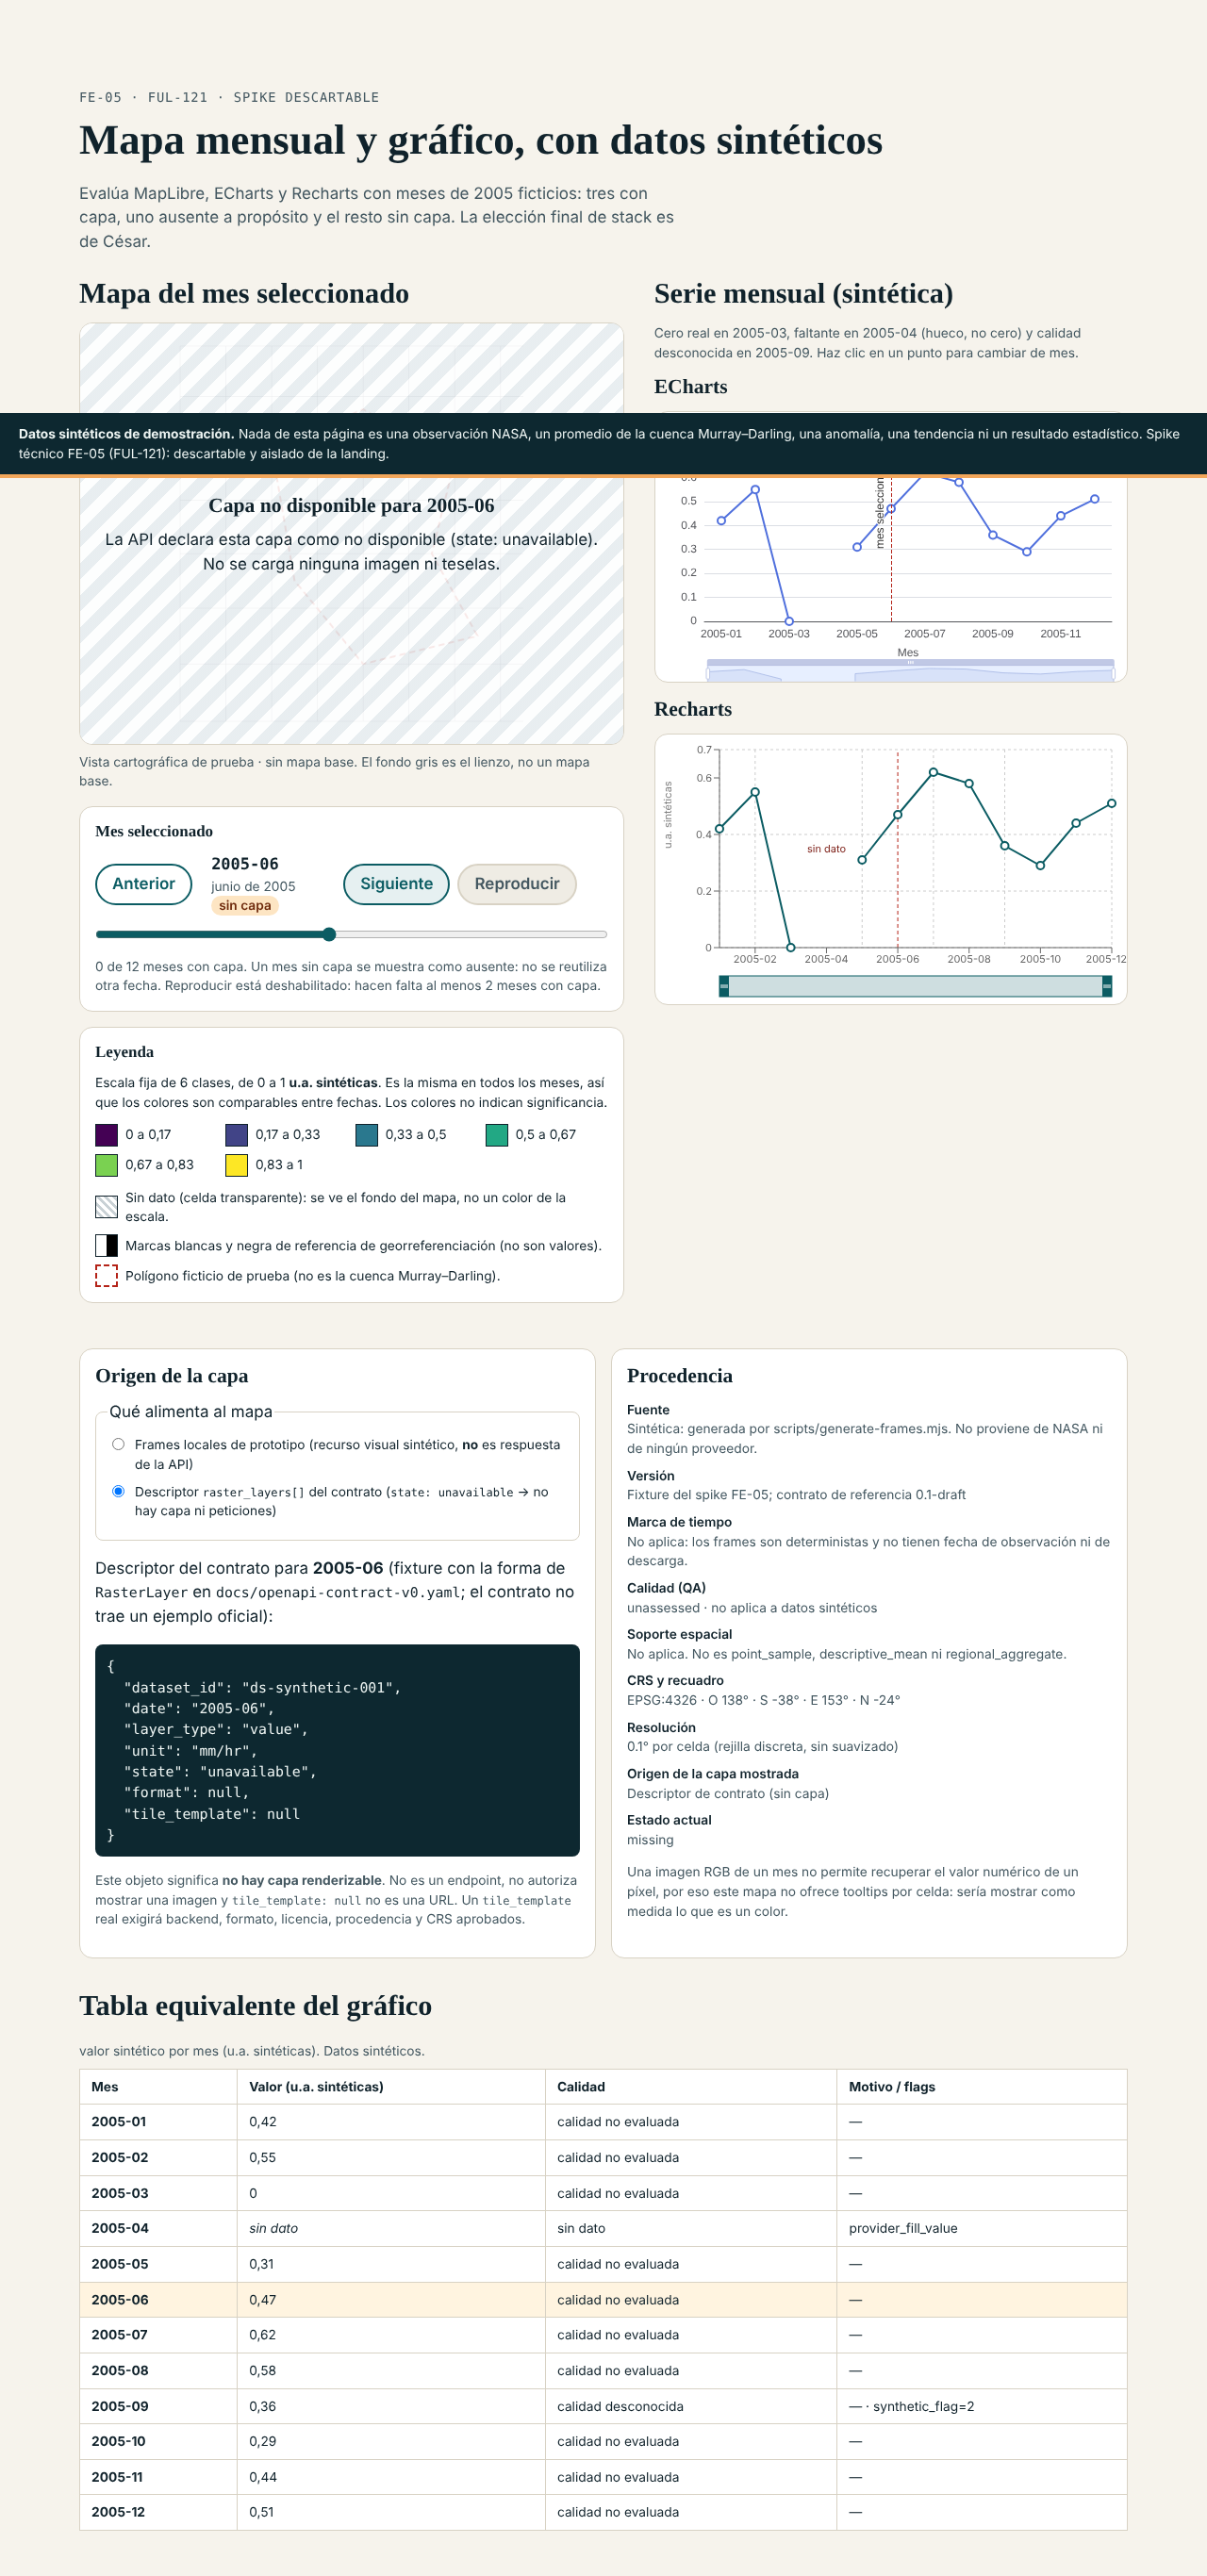 FE-05 · FUL-121 · SPIKE DESCARTABLE
Mapa mensual y gráfico, con datos sintéticos
Evalúa MapLibre, ECharts y Recharts con meses de 2005 ficticios: tres con
capa, uno ausente a propósito y el resto sin capa. La elección final de stack es
de César.
Mapa del mes seleccionado
Serie mensual (sintética)
Cero real en 2005-03, faltante en 2005-04 (hueco, no cero) y calidad
desconocida en 2005-09. Haz clic en un punto para cambiar de mes.
ECharts
Datos sintéticos de demostración. Nada de esta página es una observación NASA, un promedio de la cuenca Murray–Darling, una anomalía, una tendencia ni un resultado estadístico. Spike
técnico FE-05 (FUL-121): descartable y aislado de la landing.
Capa no disponible para 2005-06
La API declara esta capa como no disponible (state: unavailable).
No se carga ninguna imagen ni teselas.
0.6
0.5
0.4
0.3
0.2
0.1
0
mes seleccion
2005-01 2005-03 2005-05 2005-07 2005-09 2005-11
Mes
Recharts
0.7
0.6
0.4
0.2
0
u.a. sintéticas
sin dato
2005-02 2005-04 2005-06 2005-08 2005-10 2005-12
Vista cartográfica de prueba · sin mapa base. El fondo gris es el lienzo, no un mapa
base.
Mes seleccionado
Anterior
2005-06
junio de 2005
sin capa
Siguiente
Reproducir
0 de 12 meses con capa. Un mes sin capa se muestra como ausente: no se reutiliza
otra fecha. Reproducir está deshabilitado: hacen falta al menos 2 meses con capa.
Leyenda
Escala fija de 6 clases, de 0 a 1 u.a. sintéticas. Es la misma en todos los meses, así
que los colores son comparables entre fechas. Los colores no indican significancia.
0 a 0,17 0,17 a 0,33 0,33 a 0,5 0,5 a 0,67
0,67 a 0,83 0,83 a 1
Sin dato (celda transparente): se ve el fondo del mapa, no un color de la
escala.
Marcas blancas y negra de referencia de georreferenciación (no son valores).
Polígono ficticio de prueba (no es la cuenca Murray–Darling).
Origen de la capa
Qué alimenta al mapa
Frames locales de prototipo (recurso visual sintético, no es respuesta
de la API)
Descriptor raster_layers[] del contrato (state: unavailable → no
hay capa ni peticiones)
Descriptor del contrato para 2005-06 (fixture con la forma de
RasterLayer en docs/openapi-contract-v0.yaml; el contrato no
trae un ejemplo oficial):
{
"dataset_id": "ds-synthetic-001",
"date": "2005-06",
"layer_type": "value",
"unit": "mm/hr",
"state": "unavailable",
"format": null,
"tile_template": null
}
Este objeto significa no hay capa renderizable. No es un endpoint, no autoriza
mostrar una imagen y tile_template: null no es una URL. Un tile_template
real exigirá backend, formato, licencia, procedencia y CRS aprobados.
Procedencia
Fuente
Sintética: generada por scripts/generate-frames.mjs. No proviene de NASA ni
de ningún proveedor.
Versión
Fixture del spike FE-05; contrato de referencia 0.1-draft
Marca de tiempo
No aplica: los frames son deterministas y no tienen fecha de observación ni de
descarga.
Calidad (QA)
unassessed · no aplica a datos sintéticos
Soporte espacial
No aplica. No es point_sample, descriptive_mean ni regional_aggregate.
CRS y recuadro
EPSG:4326 · O 138° · S -38° · E 153° · N -24°
Resolución
0.1° por celda (rejilla discreta, sin suavizado)
Origen de la capa mostrada
Descriptor de contrato (sin capa)
Estado actual
missing
Una imagen RGB de un mes no permite recuperar el valor numérico de un
píxel, por eso este mapa no ofrece tooltips por celda: sería mostrar como
medida lo que es un color.
Tabla equivalente del gráfico
valor sintético por mes (u.a. sintéticas). Datos sintéticos.
Mes Valor (u.a. sintéticas) Calidad Motivo / flags
2005-01 0,42 calidad no evaluada —
2005-02 0,55 calidad no evaluada —
2005-03 0 calidad no evaluada —
2005-04 sin dato sin dato provider_fill_value
2005-05 0,31 calidad no evaluada —
2005-06 0,47 calidad no evaluada —
2005-07 0,62 calidad no evaluada —
2005-08 0,58 calidad no evaluada —
2005-09 0,36 calidad desconocida — · synthetic_flag=2
2005-10 0,29 calidad no evaluada —
2005-11 0,44 calidad no evaluada —
2005-12 0,51 calidad no evaluada —